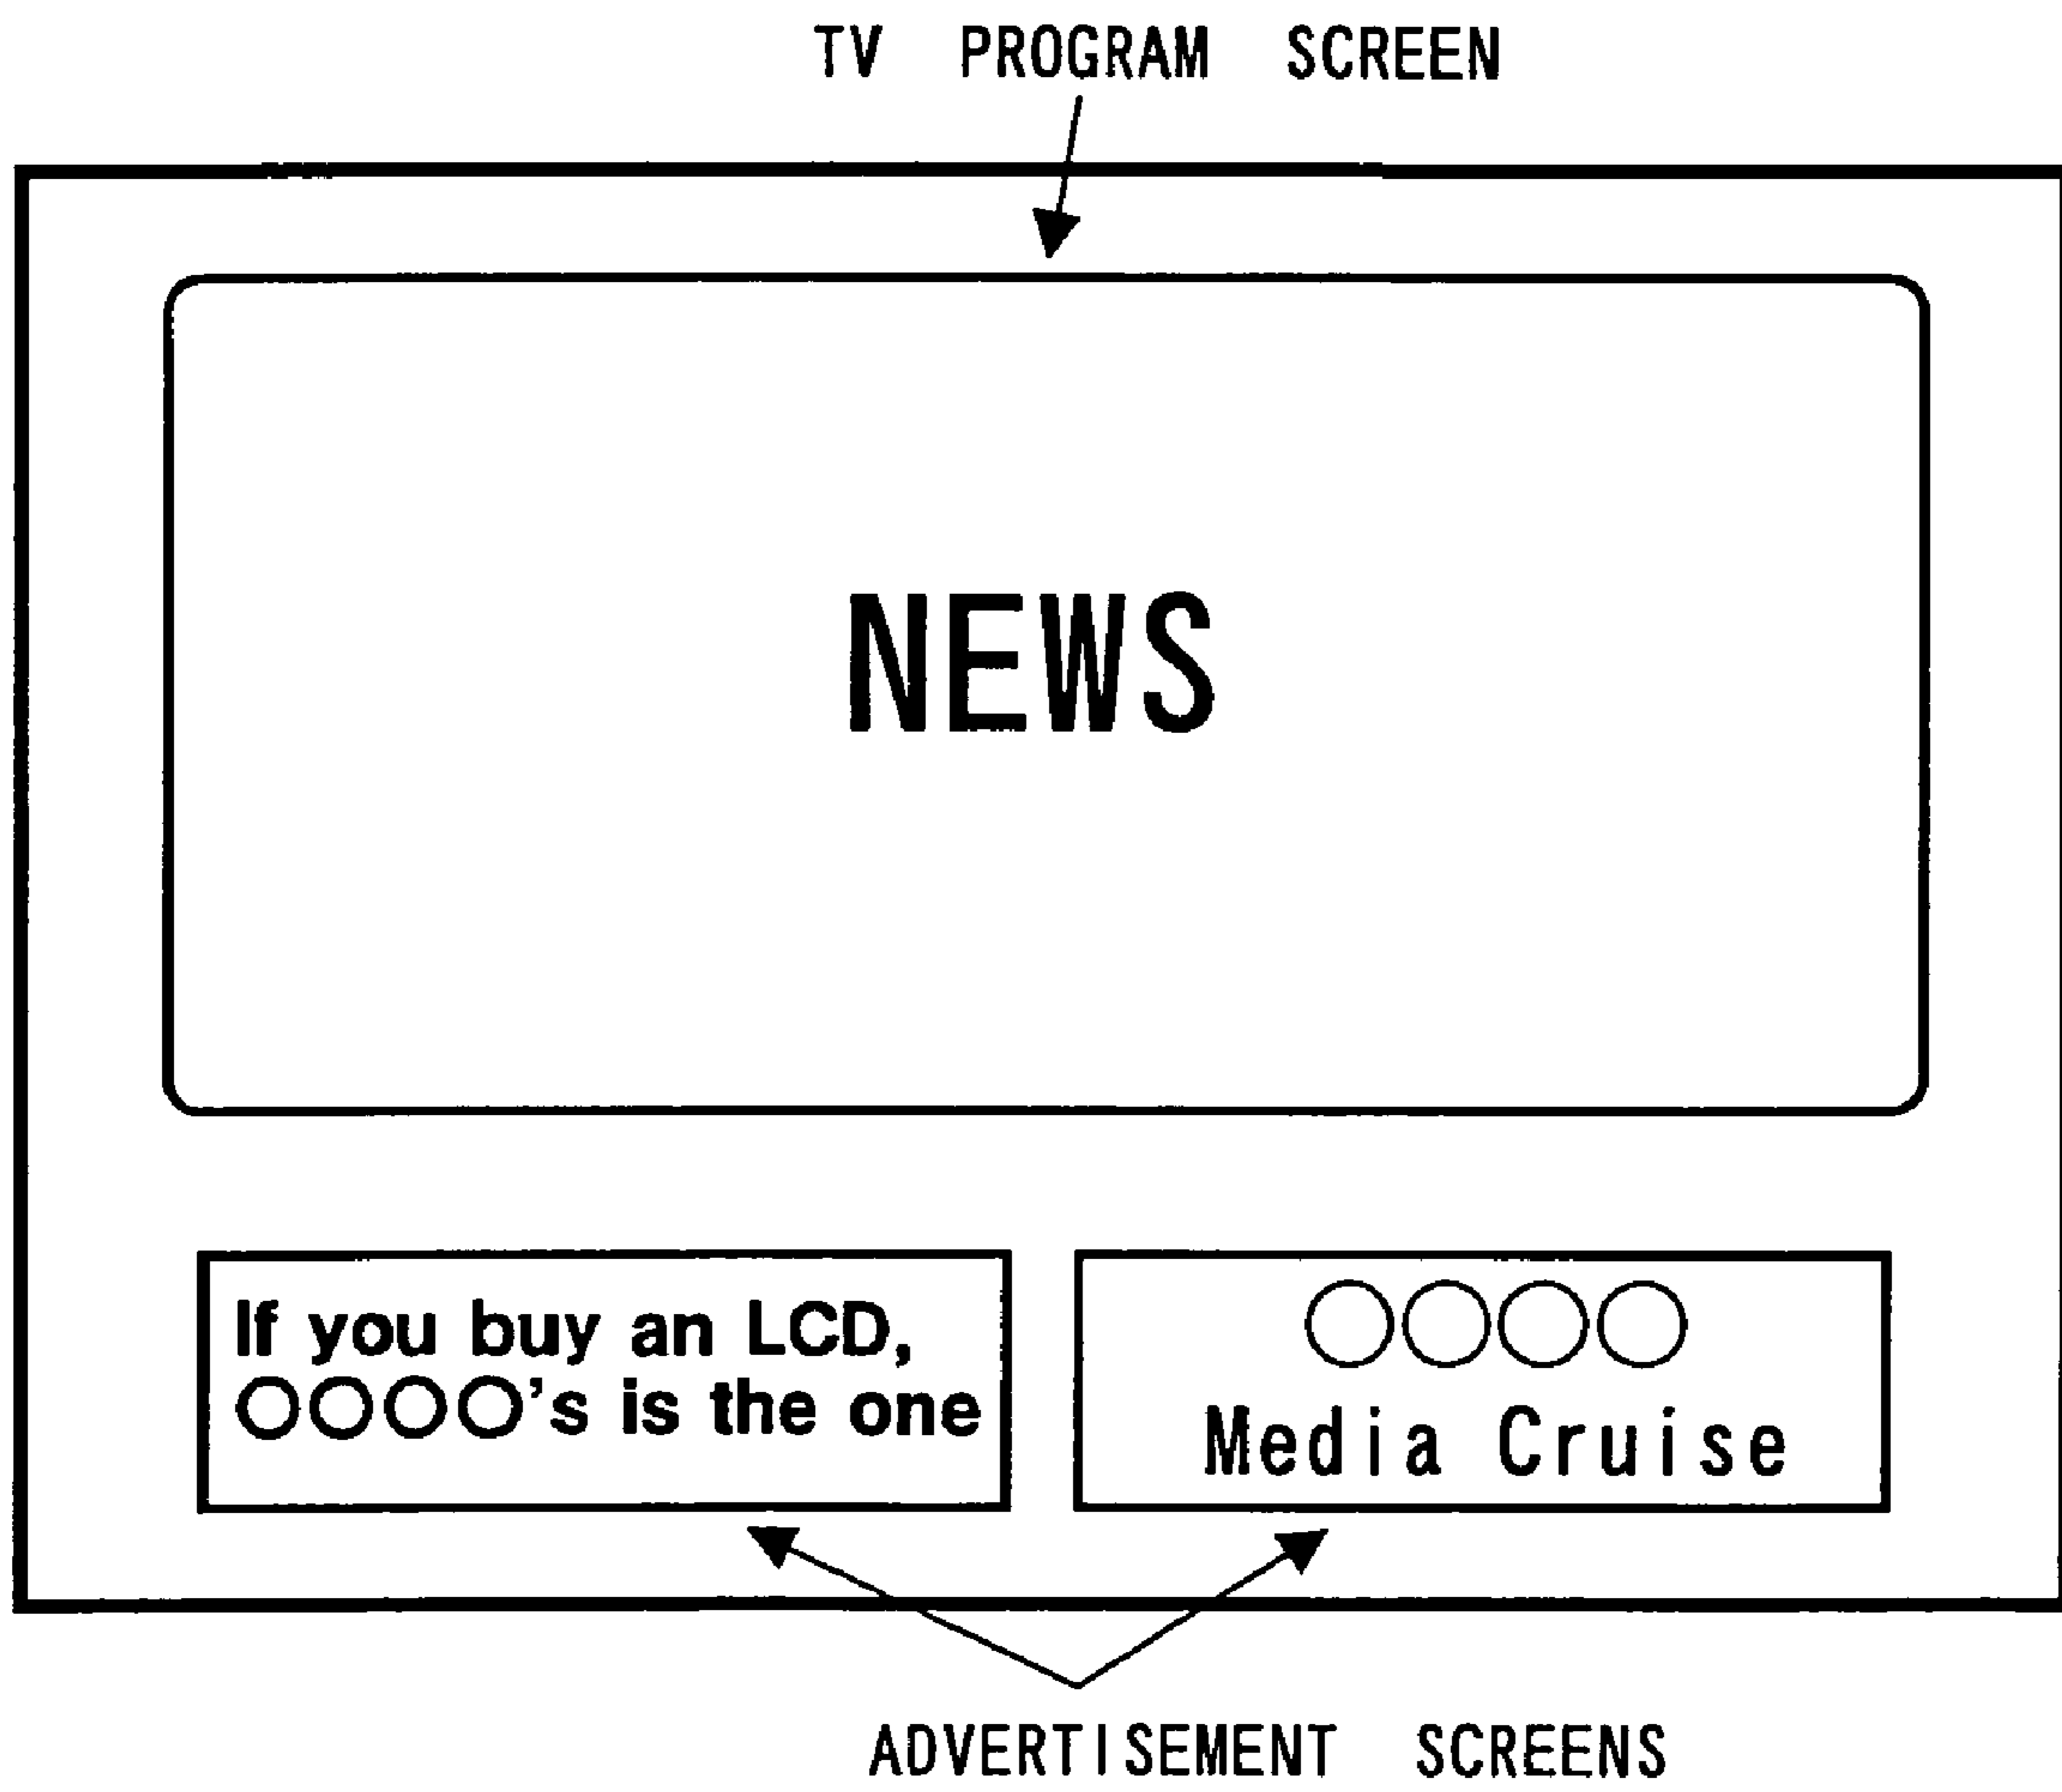 TV PROGRAM SCREEN
NEWS
If you buy an LCD,
○○○○'s is the one
○○○○
Media Cruise
ADVERTISEMENT SCREENS